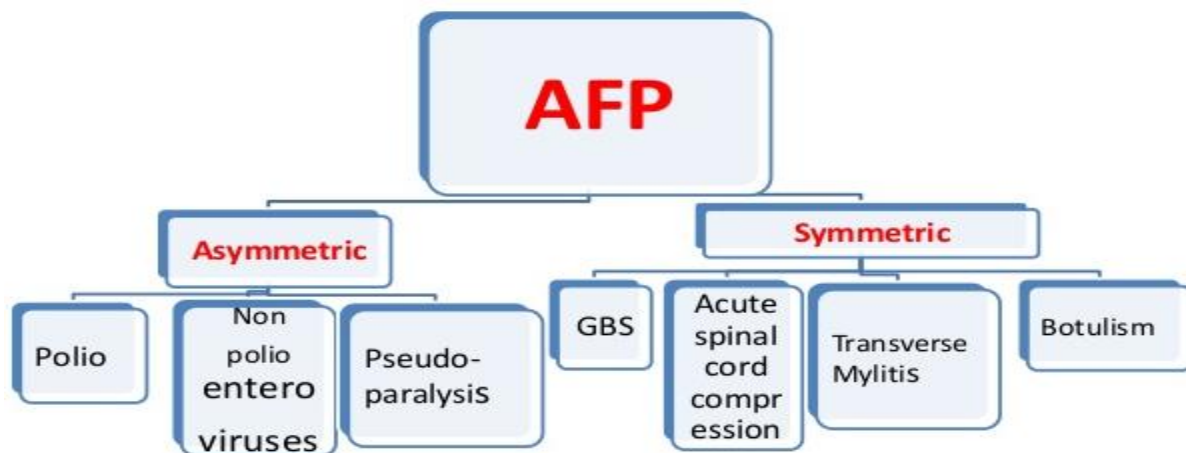 AFP
Asymmetric
Symmetric
Polio
Non
polio
entero
viruses
Pseudo-
paralysis
GBS
Acute
spinal
cord
compr
ession
Transverse
Mylitis
Botulism